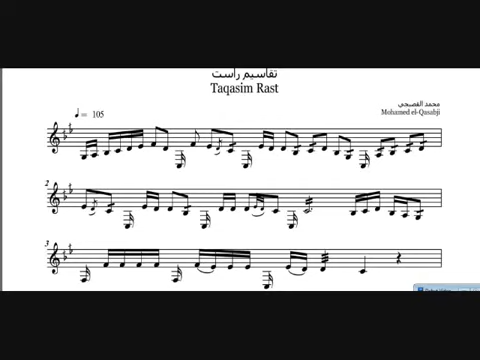 تقاسيم راست
Taqasim Rast
♩ = 105
محمد القصبجي
Mohamed el-Qasabji
2
3